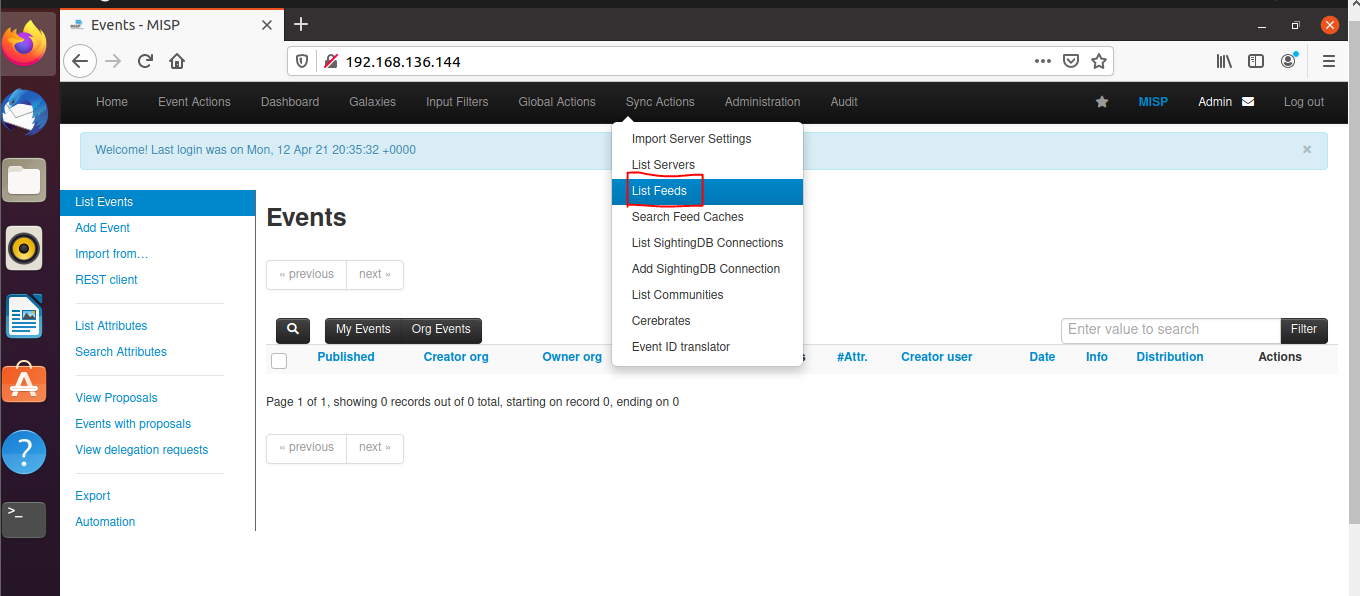 Events - MISP
192.168.136.144
Home Event Actions Dashboard Galaxies Input Filters Global Actions Sync Actions Administration Audit MISP Admin Log out
Welcome! Last login was on Mon, 12 Apr 21 20:35:32 +0000
Import Server Settings
List Servers
List Feeds
Search Feed Caches
List SightingDB Connections
Add SightingDB Connection
List Communities
Cerebrates
Event ID translator
List Events
Add Event
Import from…
REST client
List Attributes
Search Attributes
View Proposals
Events with proposals
View delegation requests
Export
Automation
Events
« previous next »
My Events Org Events Enter value to search Filter
Published Creator org Owner org #Attr. Creator user Date Info Distribution Actions
Page 1 of 1, showing 0 records out of 0 total, starting on record 0, ending on 0
« previous next »